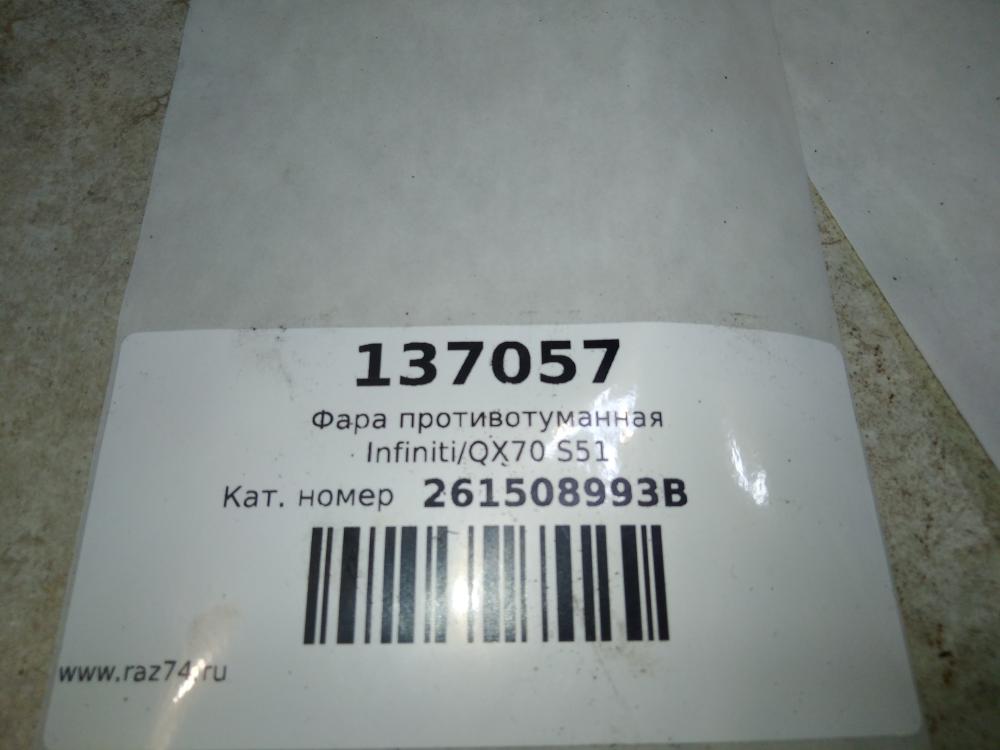 137057
Фара противотуманная
Infiniti/QX70 S51
Кат. номер 261508993B
www.raz74.ru